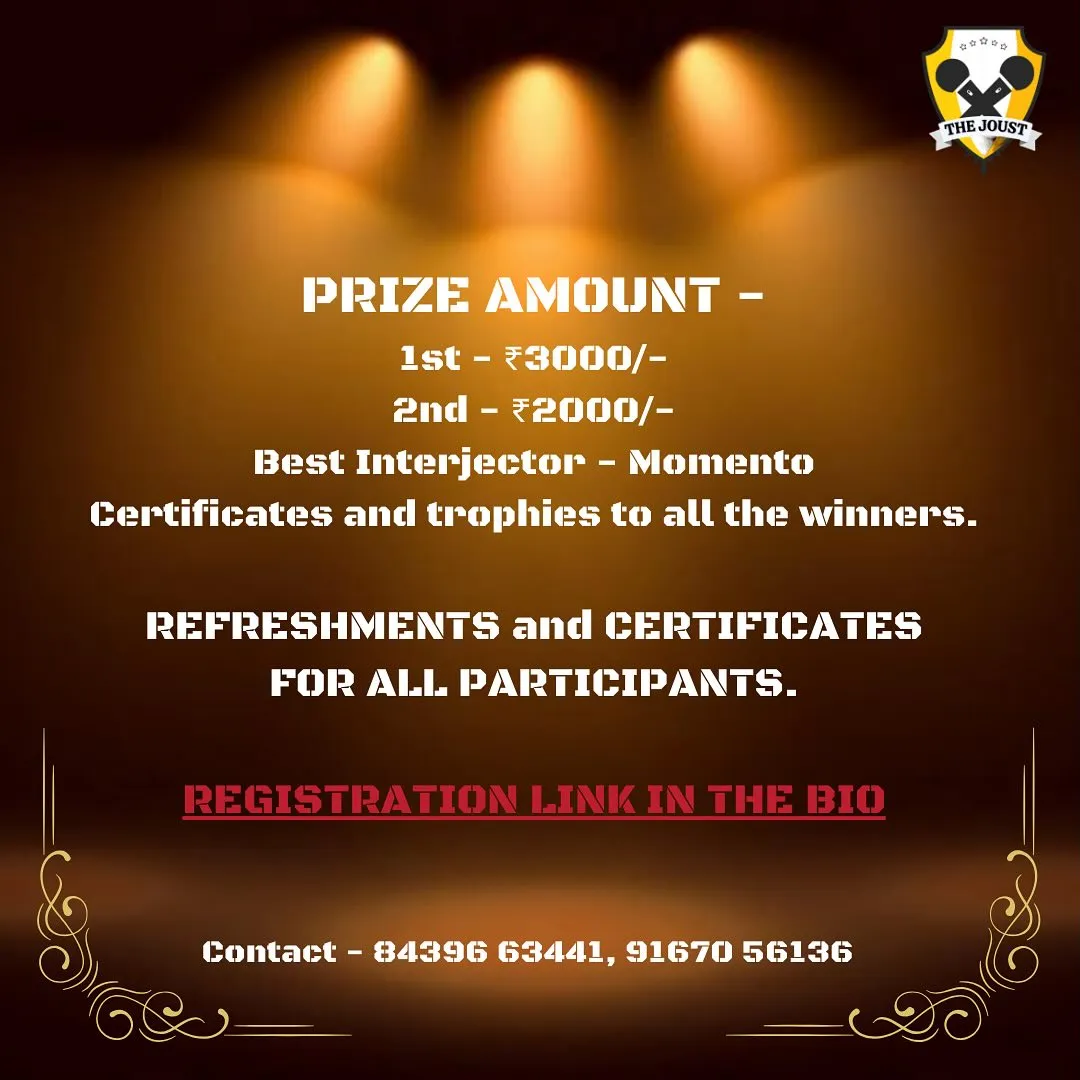 THE JOUST
PRIZE AMOUNT -
1st - ₹3000/-
2nd - ₹2000/-
Best Interjector - Momento
Certificates and trophies to all the winners.
REFRESHMENTS and CERTIFICATES
FOR ALL PARTICIPANTS.
REGISTRATION LINK IN THE BIO
Contact - 84396 63441, 91670 56136